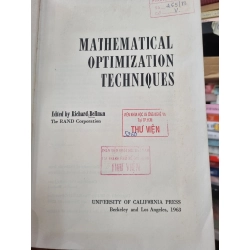 MATHEMATICAL
OPTIMIZATION
TECHNIQUES
Edited by Richard Bellman
The RAND Corporation
THƯ VIỆN
UNIVERSITY OF CALIFORNIA PRESS
Berkeley and Los Angeles, 1963